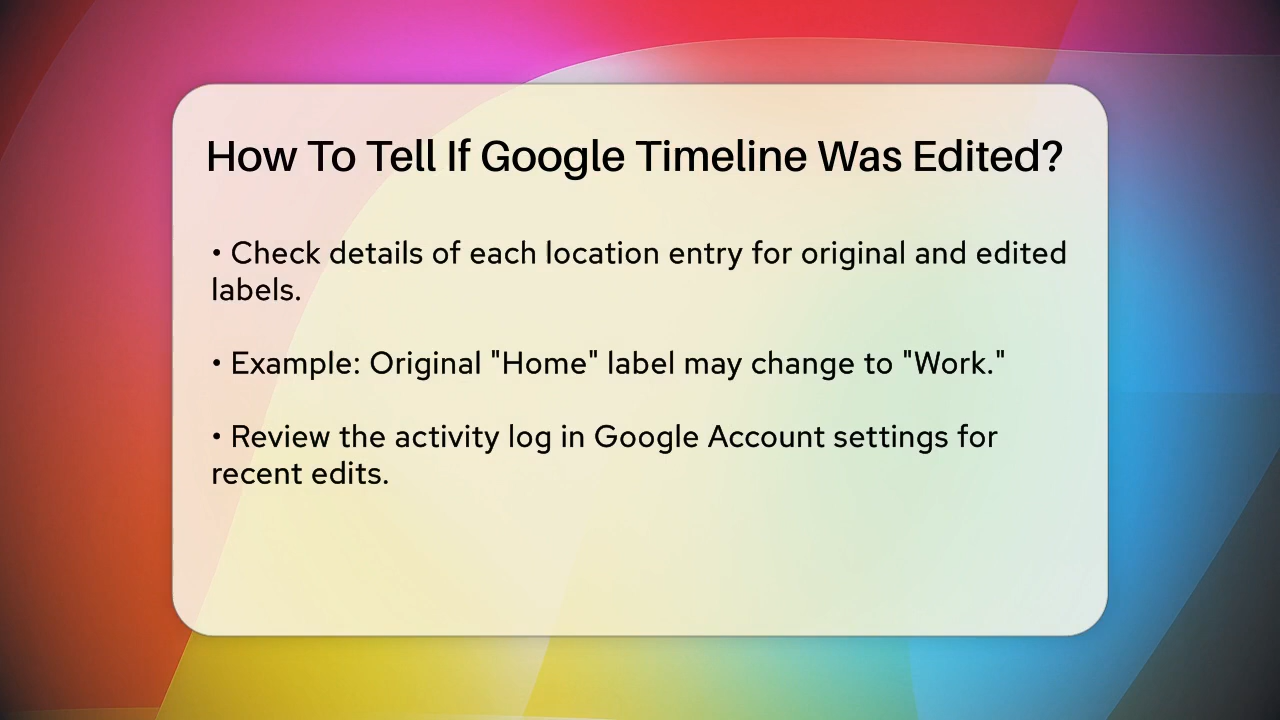 How To Tell If Google Timeline Was Edited?
• Check details of each location entry for original and edited
labels.
• Example: Original "Home" label may change to "Work."
• Review the activity log in Google Account settings for
recent edits.